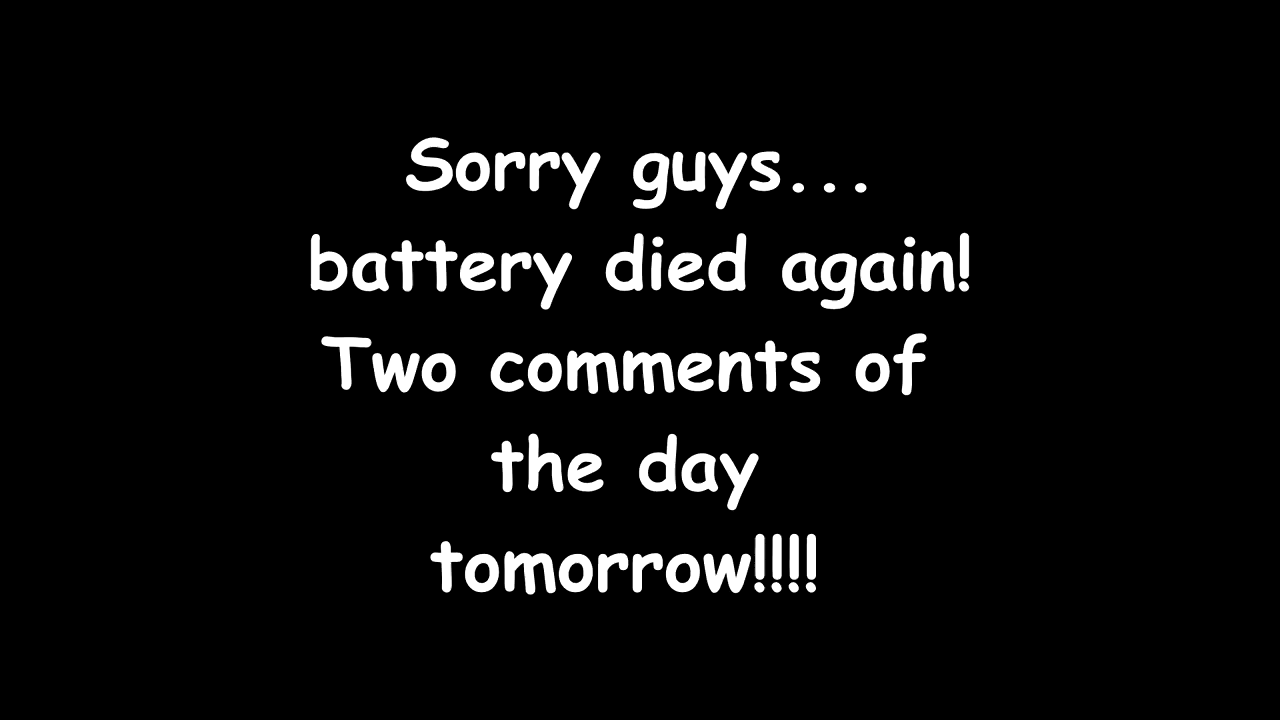 Sorry guys...
battery died again!
Two comments of
the day
tomorrow!!!!